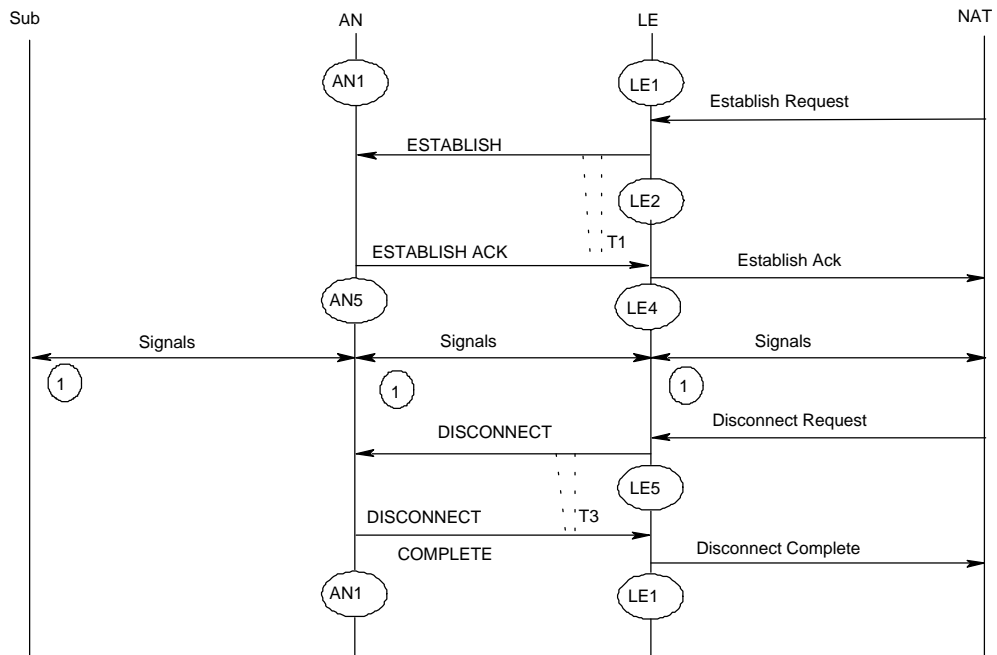 Sub AN LE NAT
AN1 LE1
Establish Request
ESTABLISH
LE2
T1
ESTABLISH ACK Establish Ack
AN5 LE4
Signals Signals Signals
1 1 1
Disconnect Request
DISCONNECT
LE5
DISCONNECT T3
COMPLETE Disconnect Complete
AN1 LE1